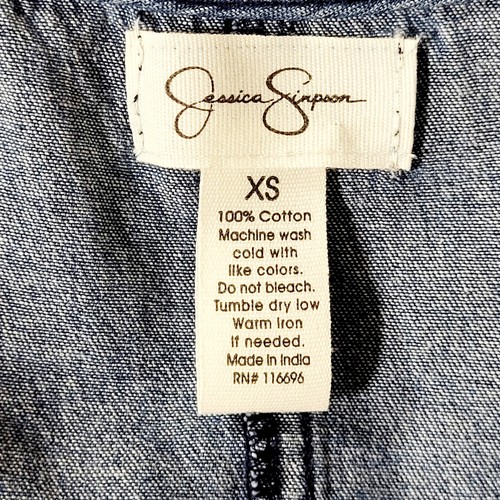 Jessica Simpson
XS
100% Cotton
Machine wash
cold with
like colors.
Do not bleach.
Tumble dry low
Warm iron
if needed.
Made in India
RN# 116696